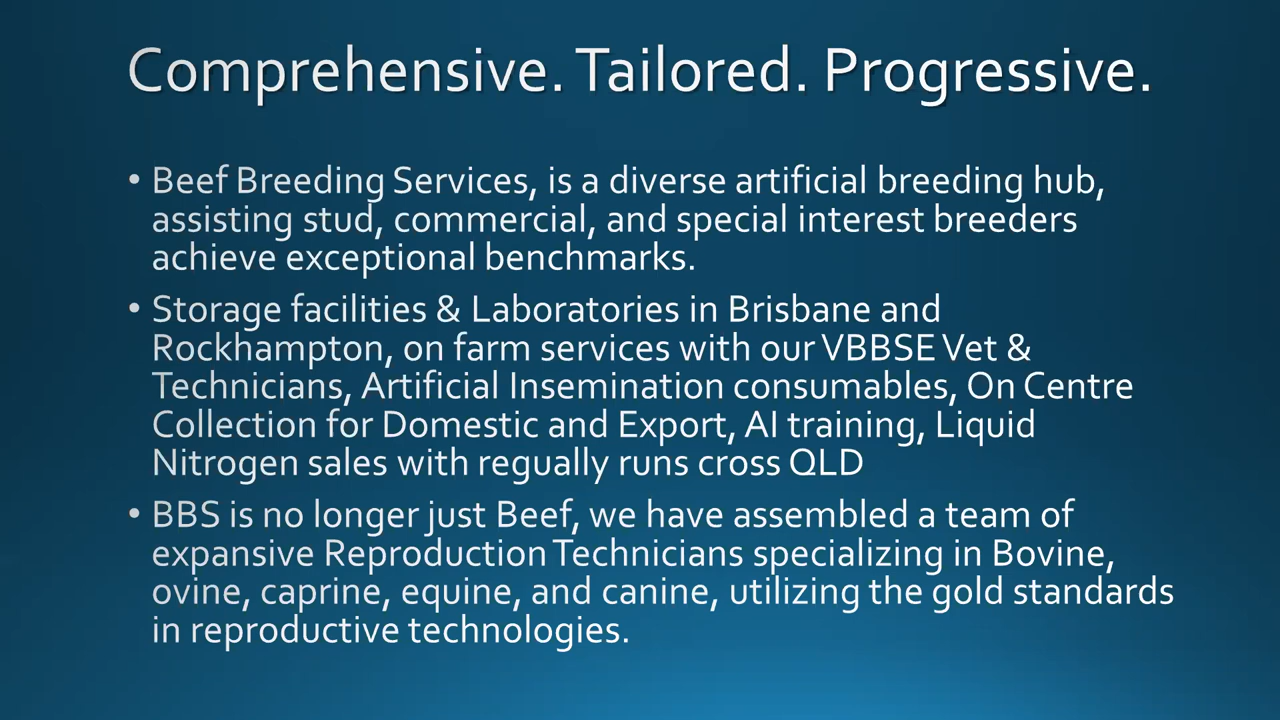 Comprehensive. Tailored. Progressive.
• Beef Breeding Services, is a diverse artificial breeding hub,
assisting stud, commercial, and special interest breeders
achieve exceptional benchmarks.
• Storage facilities & Laboratories in Brisbane and
Rockhampton, on farm services with our VBBSE Vet &
Technicians, Artificial Insemination consumables, On Centre
Collection for Domestic and Export, AI training, Liquid
Nitrogen sales with regually runs cross QLD
• BBS is no longer just Beef, we have assembled a team of
expansive Reproduction Technicians specializing in Bovine,
ovine, caprine, equine, and canine, utilizing the gold standards
in reproductive technologies.